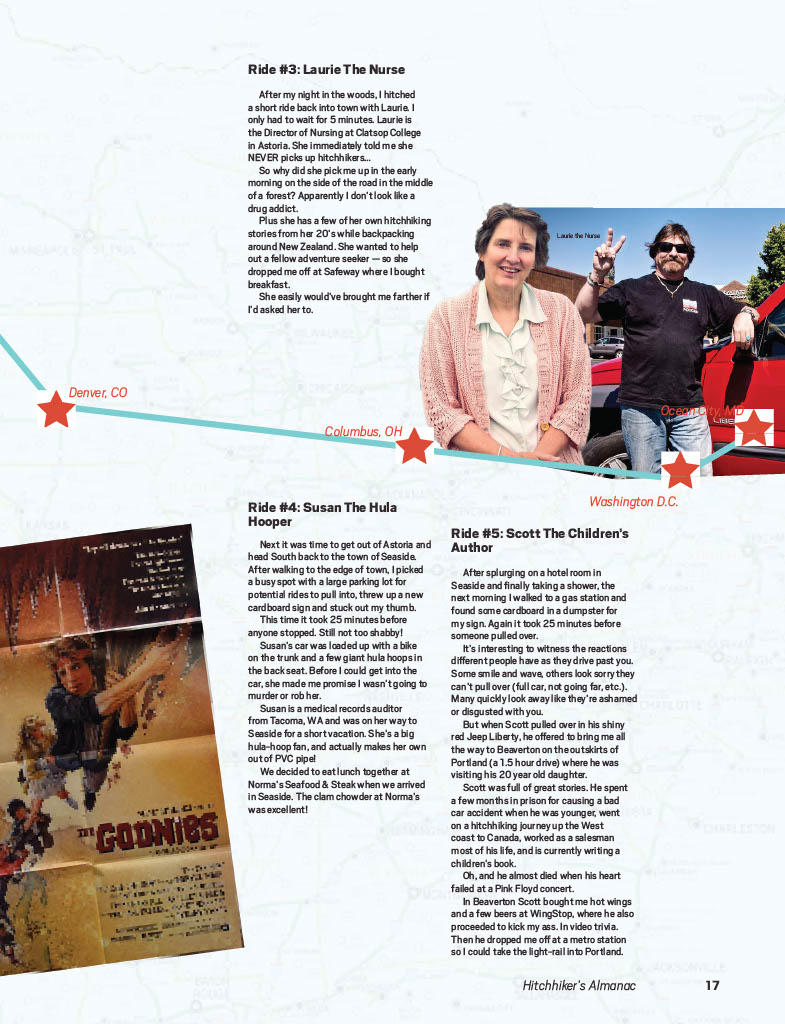 Ride #3: Laurie The Nurse
After my night in the woods, I hitched
a short ride back into town with Laurie. I
only had to wait for 5 minutes. Laurie is
the Director of Nursing at Clatsop College
in Astoria. She immediately told me she
NEVER picks up hitchhikers...
So why did she pick me up in the early
morning on the side of the road in the middle
of a forest? Apparently I don't look like a
drug addict.
Plus she has a few of her own hitchhiking
stories from her 20's while backpacking
around New Zealand. She wanted to help
out a fellow adventure seeker — so she
dropped me off at Safeway where I bought
breakfast.
She easily would've brought me farther if
I'd asked her to.
Laurie the Nurse
Denver, CO
Columbus, OH
Ocean City, MD
LIBE
Washington D.C.
Ride #4: Susan The Hula
Hooper
Next it was time to get out of Astoria and
head South back to the town of Seaside.
After walking to the edge of town, I picked
a busy spot with a large parking lot for
potential rides to pull into, threw up a new
cardboard sign and stuck out my thumb.
This time it took 25 minutes before
anyone stopped. Still not too shabby!
Susan's car was loaded up with a bike
on the trunk and a few giant hula hoops in
the back seat. Before I could get into the
car, she made me promise I wasn't going to
murder or rob her.
Susan is a medical records auditor
from Tacoma, WA and was on her way to
Seaside for a short vacation. She's a big
hula-hoop fan, and actually makes her own
out of PVC pipe!
We decided to eat lunch together at
Norma's Seafood & Steak when we arrived
in Seaside. The clam chowder at Norma's
was excellent!
THE GOONIES
Ride #5: Scott The Children's
Author
After splurging on a hotel room in
Seaside and finally taking a shower, the
next morning I walked to a gas station and
found some cardboard in a dumpster for
my sign. Again it took 25 minutes before
someone pulled over.
It's interesting to witness the reactions
different people have as they drive past you.
Some smile and wave, others look sorry they
can't pull over (full car, not going far, etc.).
Many quickly look away like they're ashamed
or disgusted with you.
But when Scott pulled over in his shiny
red Jeep Liberty, he offered to bring me all
the way to Beaverton on the outskirts of
Portland (a 1.5 hour drive) where he was
visiting his 20 year old daughter.
Scott was full of great stories. He spent
a few months in prison for causing a bad
car accident when he was younger, went
on a hitchhiking journey up the West
coast to Canada, worked as a salesman
most of his life, and is currently writing a
children's book.
Oh, and he almost died when his heart
failed at a Pink Floyd concert.
In Beaverton Scott bought me hot wings
and a few beers at WingStop, where he also
proceeded to kick my ass. In video trivia.
Then he dropped me off at a metro station
so I could take the light-rail into Portland.
Hitchhiker's Almanac 17